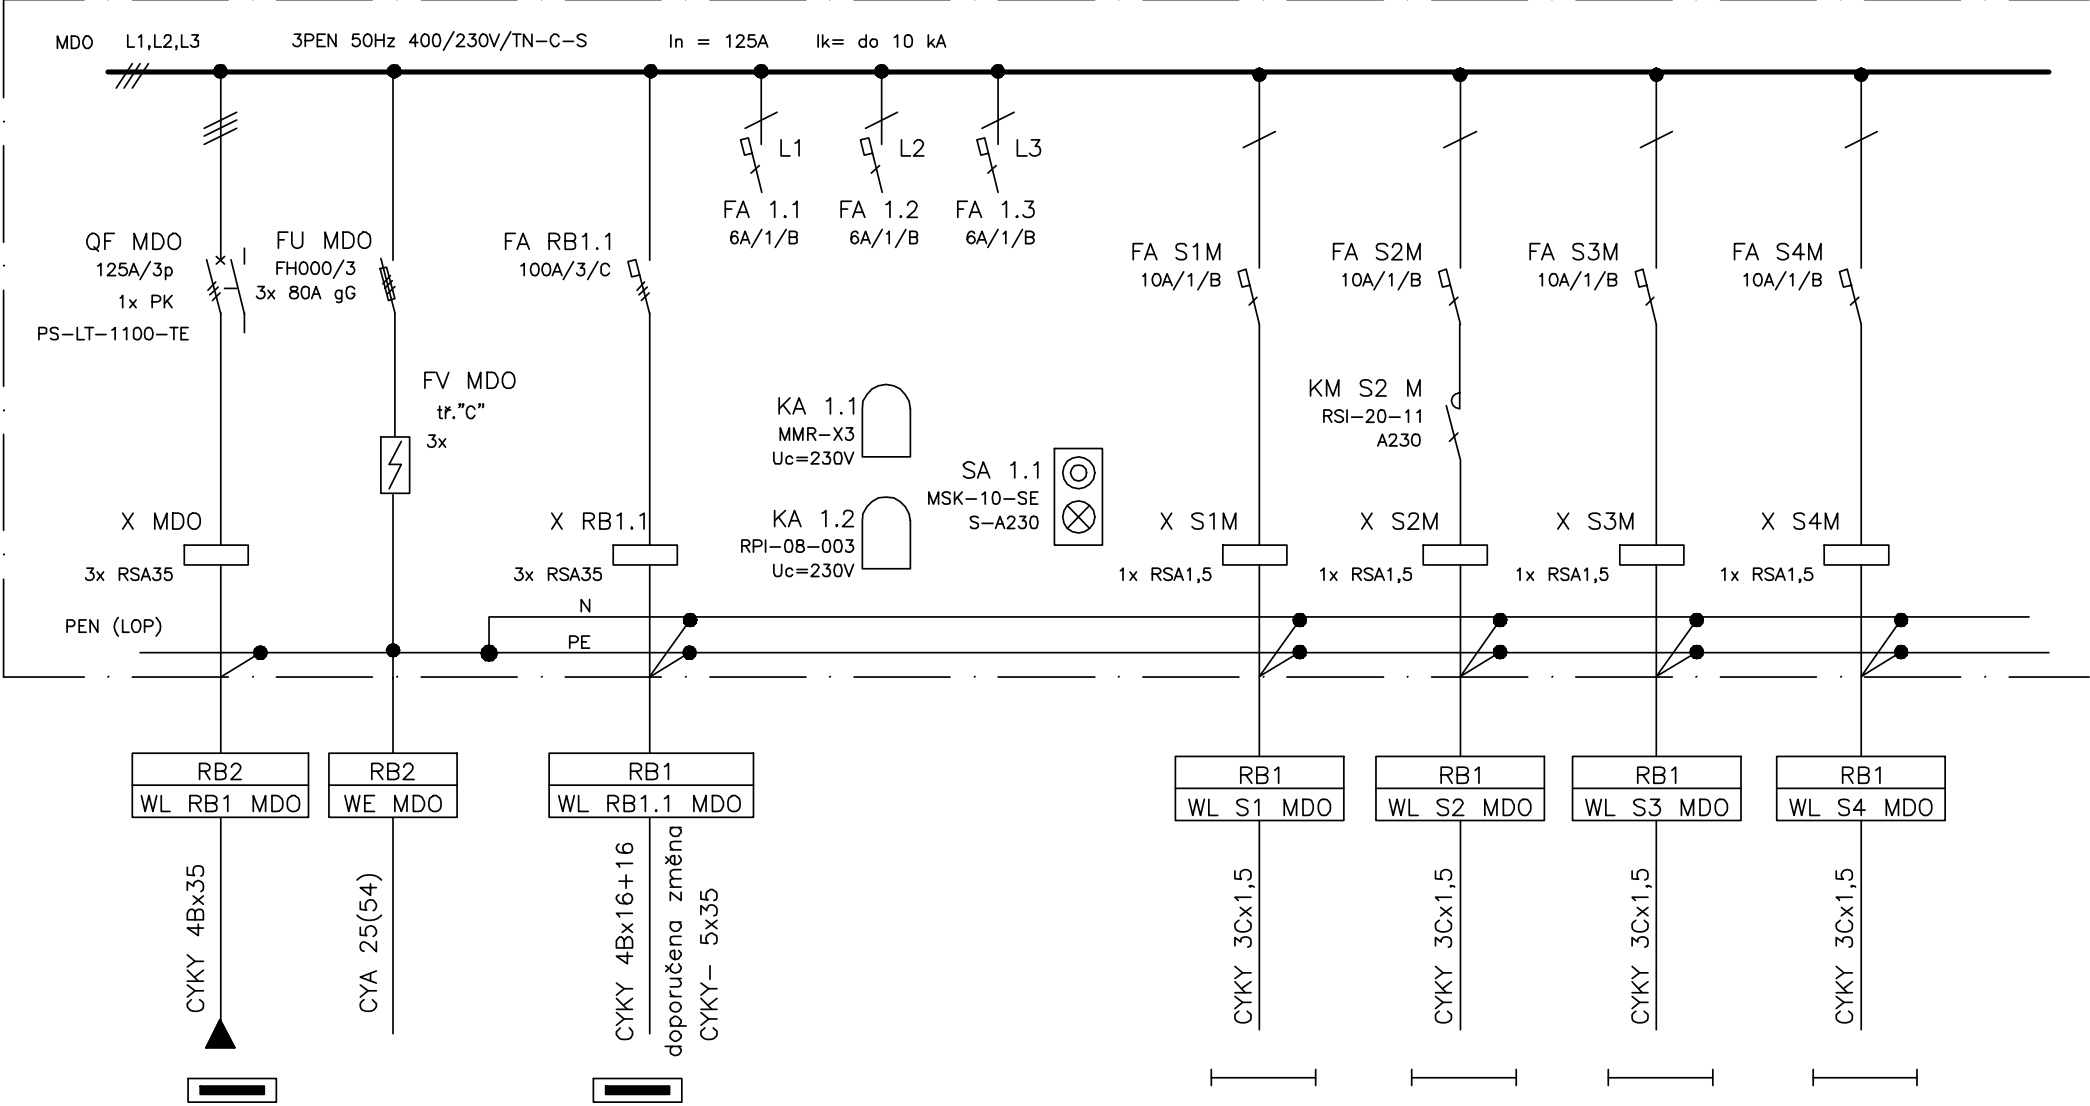 MDO L1,L2,L3 3PEN 50Hz 400/230V/TN-C-S In = 125A Ik= do 10 kA
L1 L2 L3
FA 1.1 FA 1.2 FA 1.3
6A/1/B 6A/1/B 6A/1/B
QF MDO
125A/3p
1x PK
PS-LT-1100-TE
FU MDO
FH000/3
3x 80A gG
FA RB1.1
100A/3/C
FA S1M
10A/1/B
FA S2M
10A/1/B
FA S3M
10A/1/B
FA S4M
10A/1/B
FV MDO
tř."C"
3x
KA 1.1
MMR-X3
Uc=230V
KM S2 M
RSI-20-11
A230
SA 1.1
MSK-10-SE
S-A230
KA 1.2
RPI-08-003
Uc=230V
X MDO
3x RSA35
X RB1.1
3x RSA35
X S1M
1x RSA1,5
X S2M
1x RSA1,5
X S3M
1x RSA1,5
X S4M
1x RSA1,5
N
PEN (LOP)
PE
RB2
WL RB1 MDO
RB2
WE MDO
RB1
WL RB1.1 MDO
RB1
WL S1 MDO
RB1
WL S2 MDO
RB1
WL S3 MDO
RB1
WL S4 MDO
CYKY 4Bx35
CYA 25(54)
CYKY 4Bx16+16
doporučena změna
CYKY- 5x35
CYKY 3Cx1,5
CYKY 3Cx1,5
CYKY 3Cx1,5
CYKY 3Cx1,5